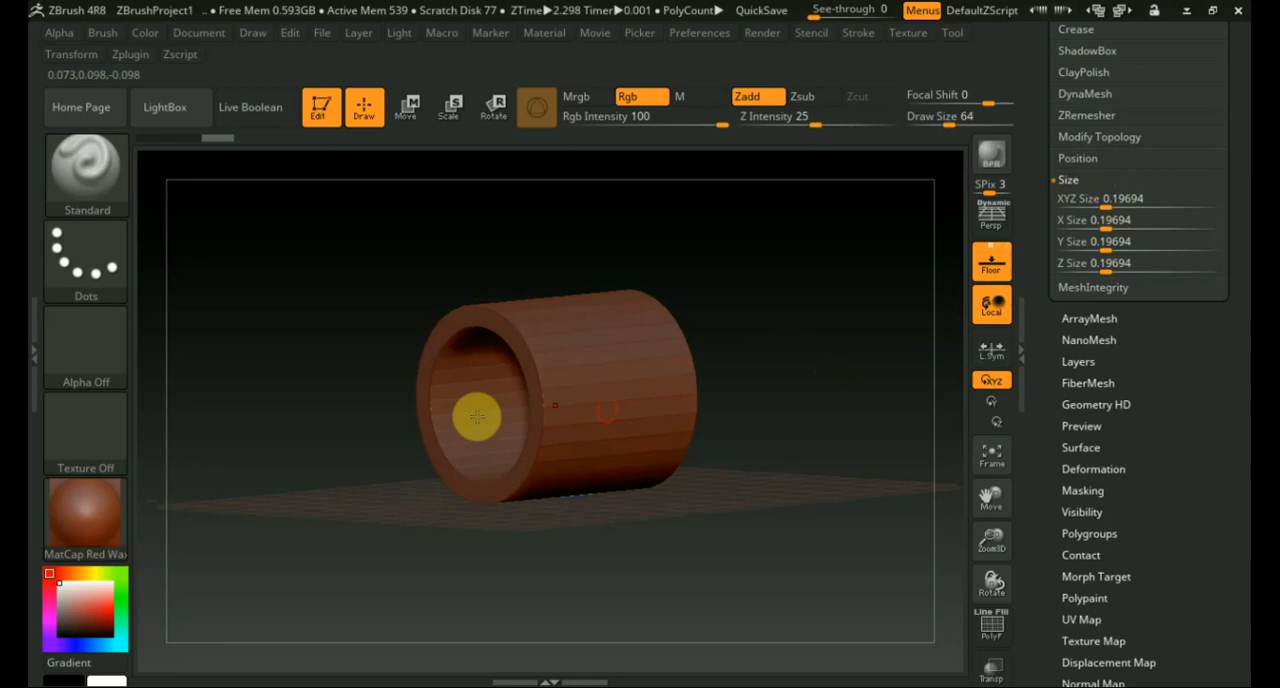 ZBrush 4R8 ZBrushProject1 .. • Free Mem 0.593GB • Active Mem 539 • Scratch Disk 77 • ZTime▶2.298 Timer▶0.001 • PolyCount▶ QuickSave See-through 0 Menus DefaultZScript
Alpha Brush Color Document Draw Edit File Layer Light Macro Marker Material Movie Picker Preferences Render Stencil Stroke Texture Tool
Transform Zplugin Zscript
0.073,0.098,-0.098
Home Page LightBox Live Boolean Edit Draw Move Scale Rotate
Mrgb Rgb M Zadd Zsub Zcut Focal Shift 0
Rgb Intensity 100 Z Intensity 25 Draw Size 64
Standard
Dots
Alpha Off
Texture Off
MatCap Red Wax
Gradient
BPR
SPix 3
Dynamic
Persp
Floor
Local
L.Sym
XYZ
Y
Z
Frame
Move
Zoom3D
Rotate
Line Fill
PolyF
Transp
Crease
ShadowBox
ClayPolish
DynaMesh
ZRemesher
Modify Topology
Position
Size
XYZ Size 0.19694
X Size 0.19694
Y Size 0.19694
Z Size 0.19694
MeshIntegrity
ArrayMesh
NanoMesh
Layers
FiberMesh
Geometry HD
Preview
Surface
Deformation
Masking
Visibility
Polygroups
Contact
Morph Target
Polypaint
UV Map
Texture Map
Displacement Map
Normal Map